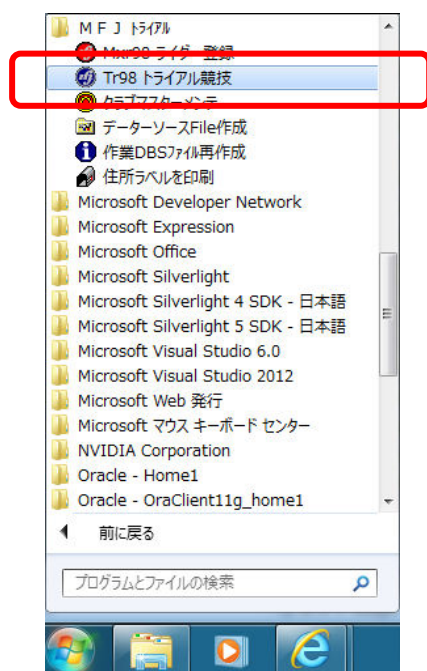 ＭＦＪ ﾄﾗｲｱﾙ
Mxr98 ライダー登録
Tr98 トライアル競技
クラブマスターメンテ
データーソースFile作成
作業DBSﾌｧｲﾙ再作成
住所ラベルを印刷
Microsoft Developer Network
Microsoft Expression
Microsoft Office
Microsoft Silverlight
Microsoft Silverlight 4 SDK - 日本語
Microsoft Silverlight 5 SDK - 日本語
Microsoft Visual Studio 6.0
Microsoft Visual Studio 2012
Microsoft Web 発行
Microsoft マウス キーボード センター
NVIDIA Corporation
Oracle - Home1
Oracle - OraClient11g_home1
前に戻る
プログラムとファイルの検索